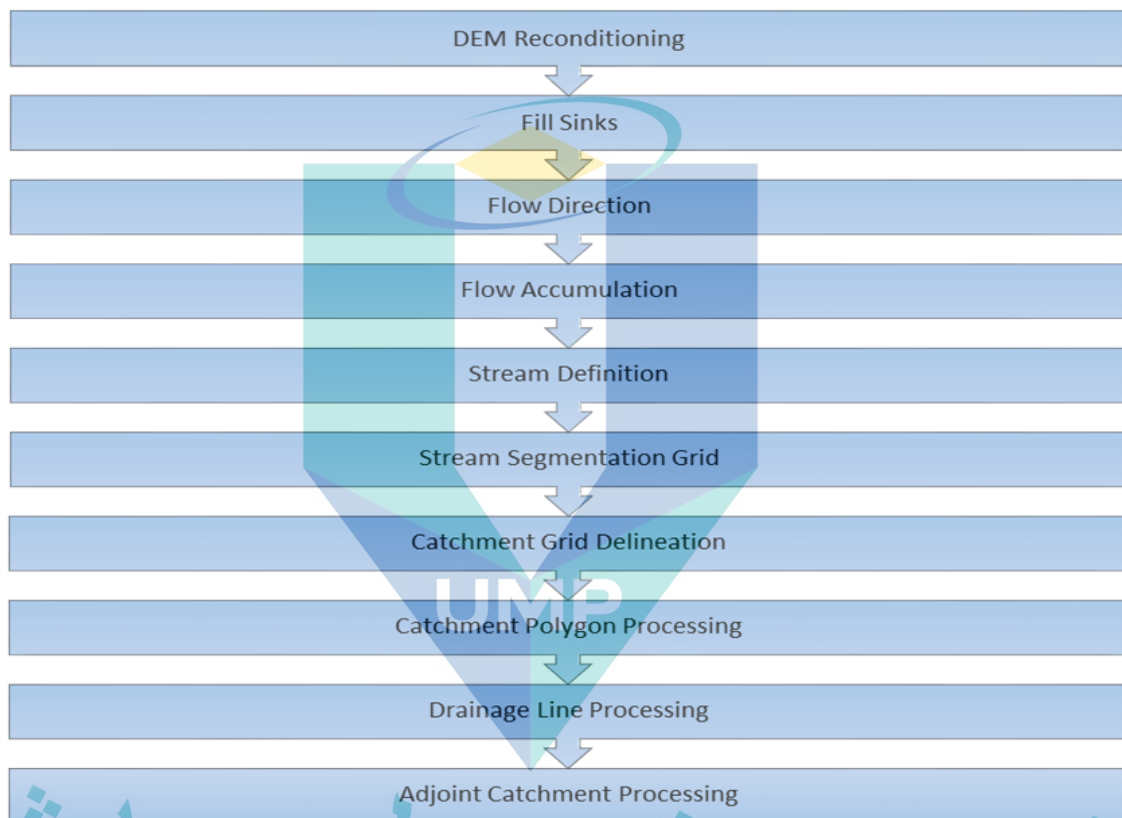 DEM Reconditioning
Fill Sinks
Flow Direction
Flow Accumulation
Stream Definition
Stream Segmentation Grid
Catchment Grid Delineation
UMP
Catchment Polygon Processing
Drainage Line Processing
Adjoint Catchment Processing